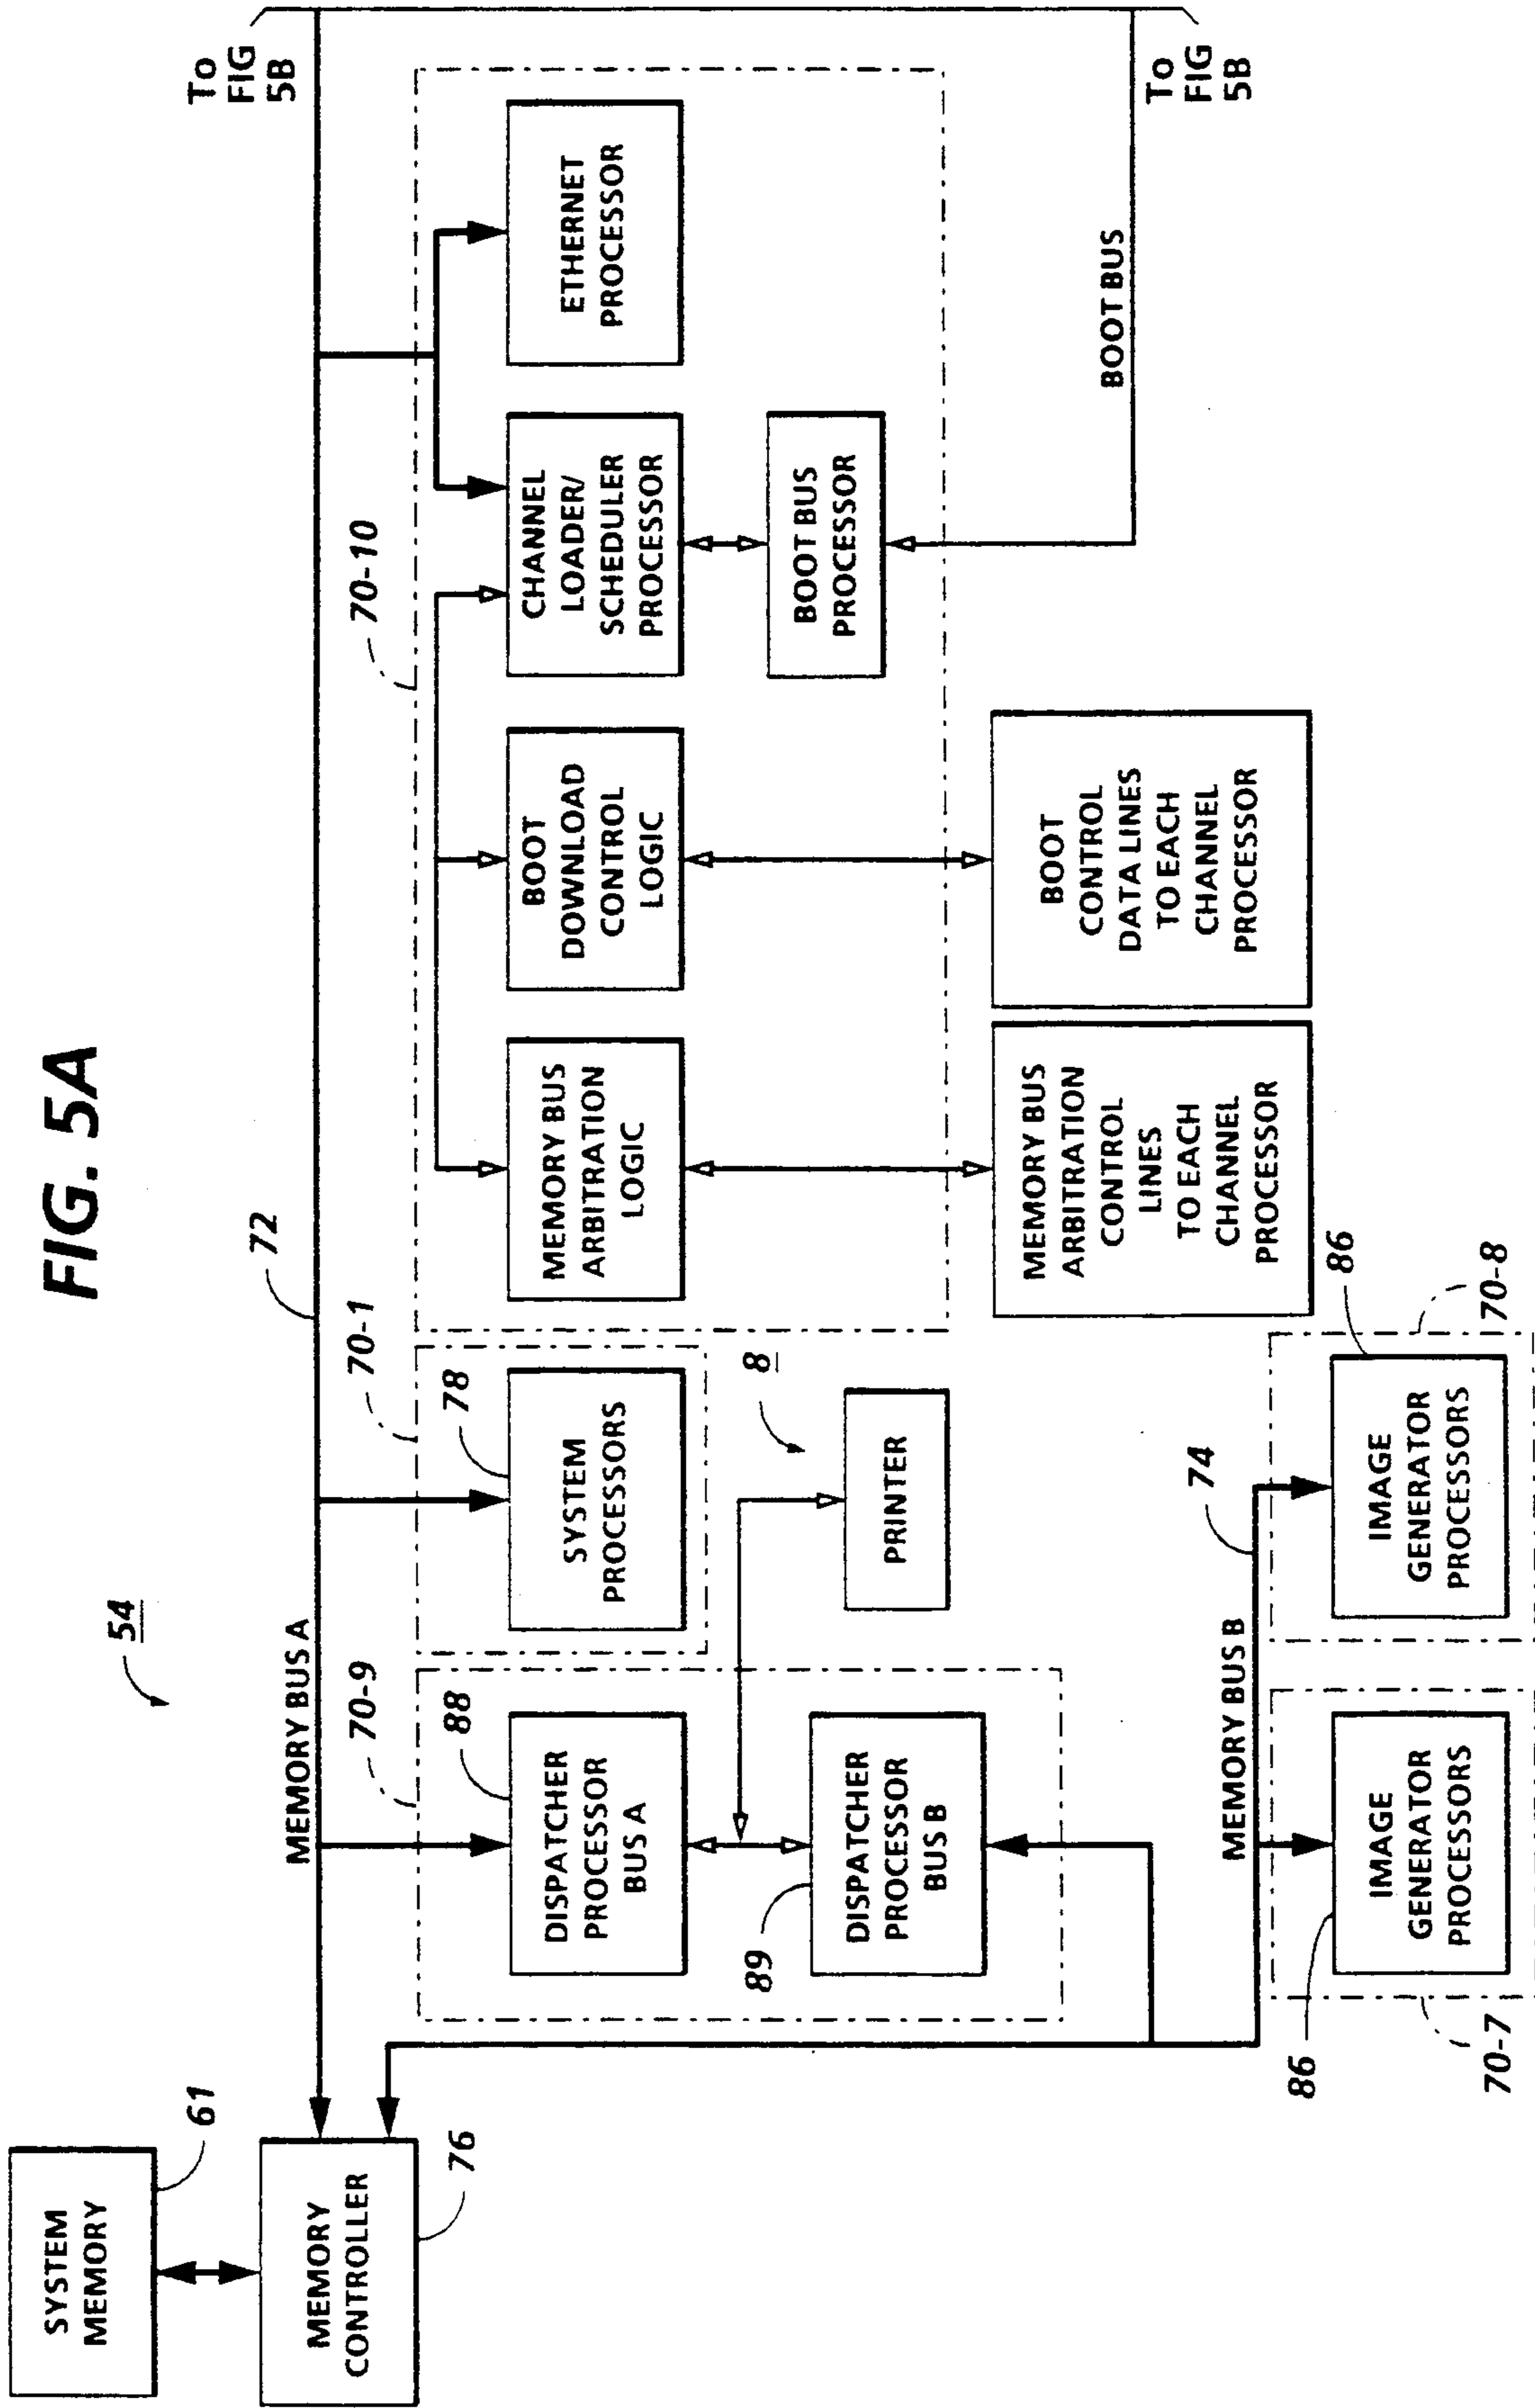 FIG. 5A
54
SYSTEM
MEMORY
61
MEMORY
CONTROLLER
76
MEMORY BUS A
72
To
FIG
5B
70-9
88
DISPATCHER
PROCESSOR
BUS A
89
DISPATCHER
PROCESSOR
BUS B
70-1
78
SYSTEM
PROCESSORS
8
PRINTER
70-10
MEMORY BUS
ARBITRATION
LOGIC
BOOT
DOWNLOAD
CONTROL
LOGIC
CHANNEL
LOADER/
SCHEDULER
PROCESSOR
ETHERNET
PROCESSOR
BOOT BUS
PROCESSOR
MEMORY BUS
ARBITRATION
CONTROL
LINES
TO EACH
CHANNEL
PROCESSOR
BOOT
CONTROL
DATA LINES
TO EACH
CHANNEL
PROCESSOR
BOOT BUS
To
FIG
5B
MEMORY BUS B
74
86
IMAGE
GENERATOR
PROCESSORS
70-7
86
IMAGE
GENERATOR
PROCESSORS
70-8